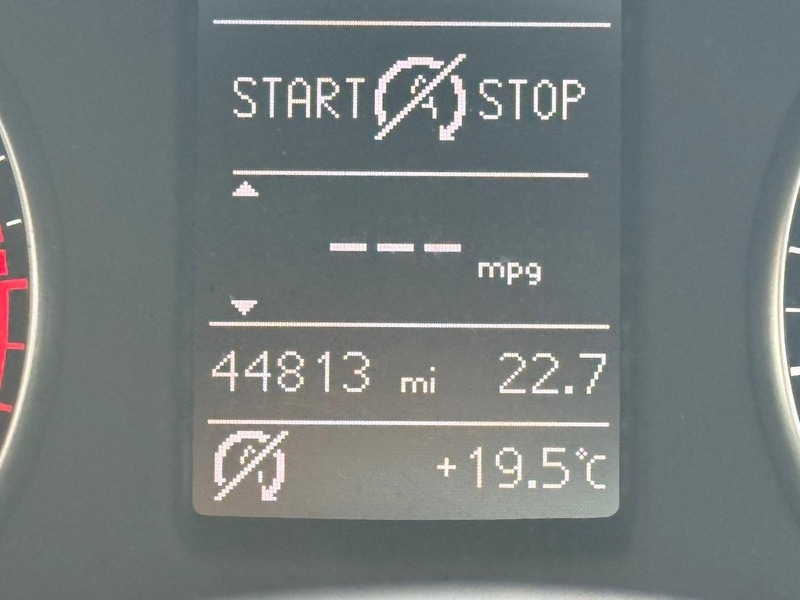 START STOP
--- mpg
44813 mi 22.7
+19.5°C